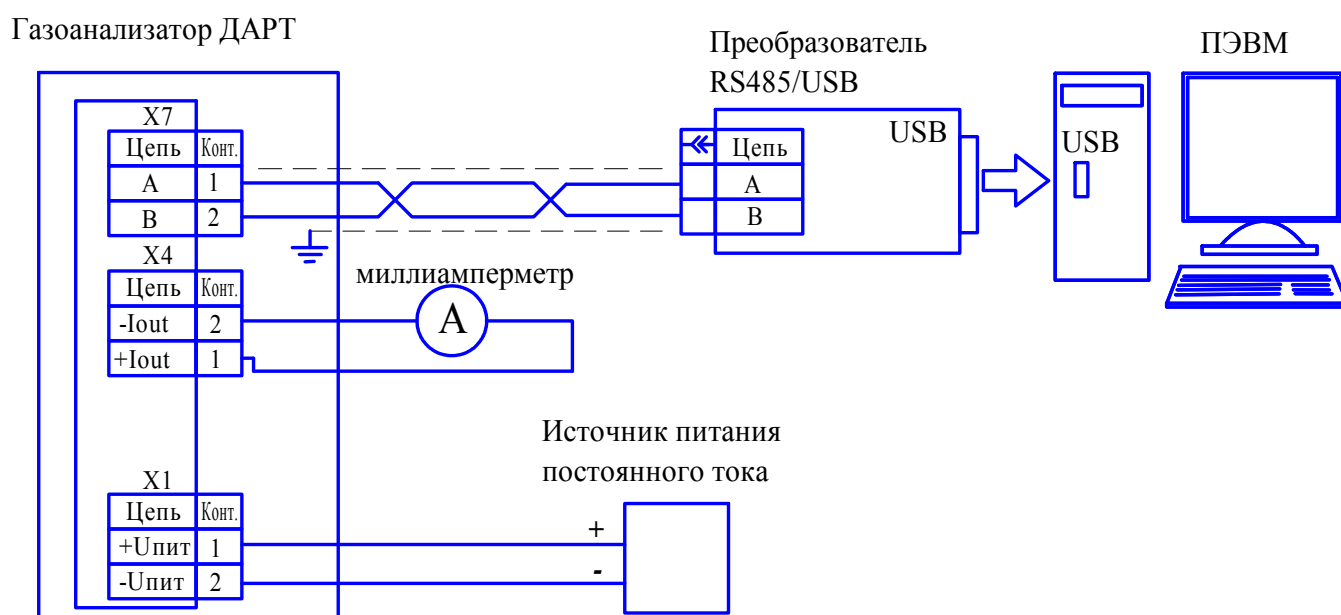 Газоанализатор ДАРТ
Преобразователь
RS485/USB
ПЭВМ
X7
Цепь Конт.
A 1
B 2
USB
Цепь
A
B
USB
X4
Цепь Конт.
-Iout 2
+Iout 1
миллиамперметр
A
Источник питания
постоянного тока
X1
Цепь Конт.
+Uпит 1
-Uпит 2
+
-